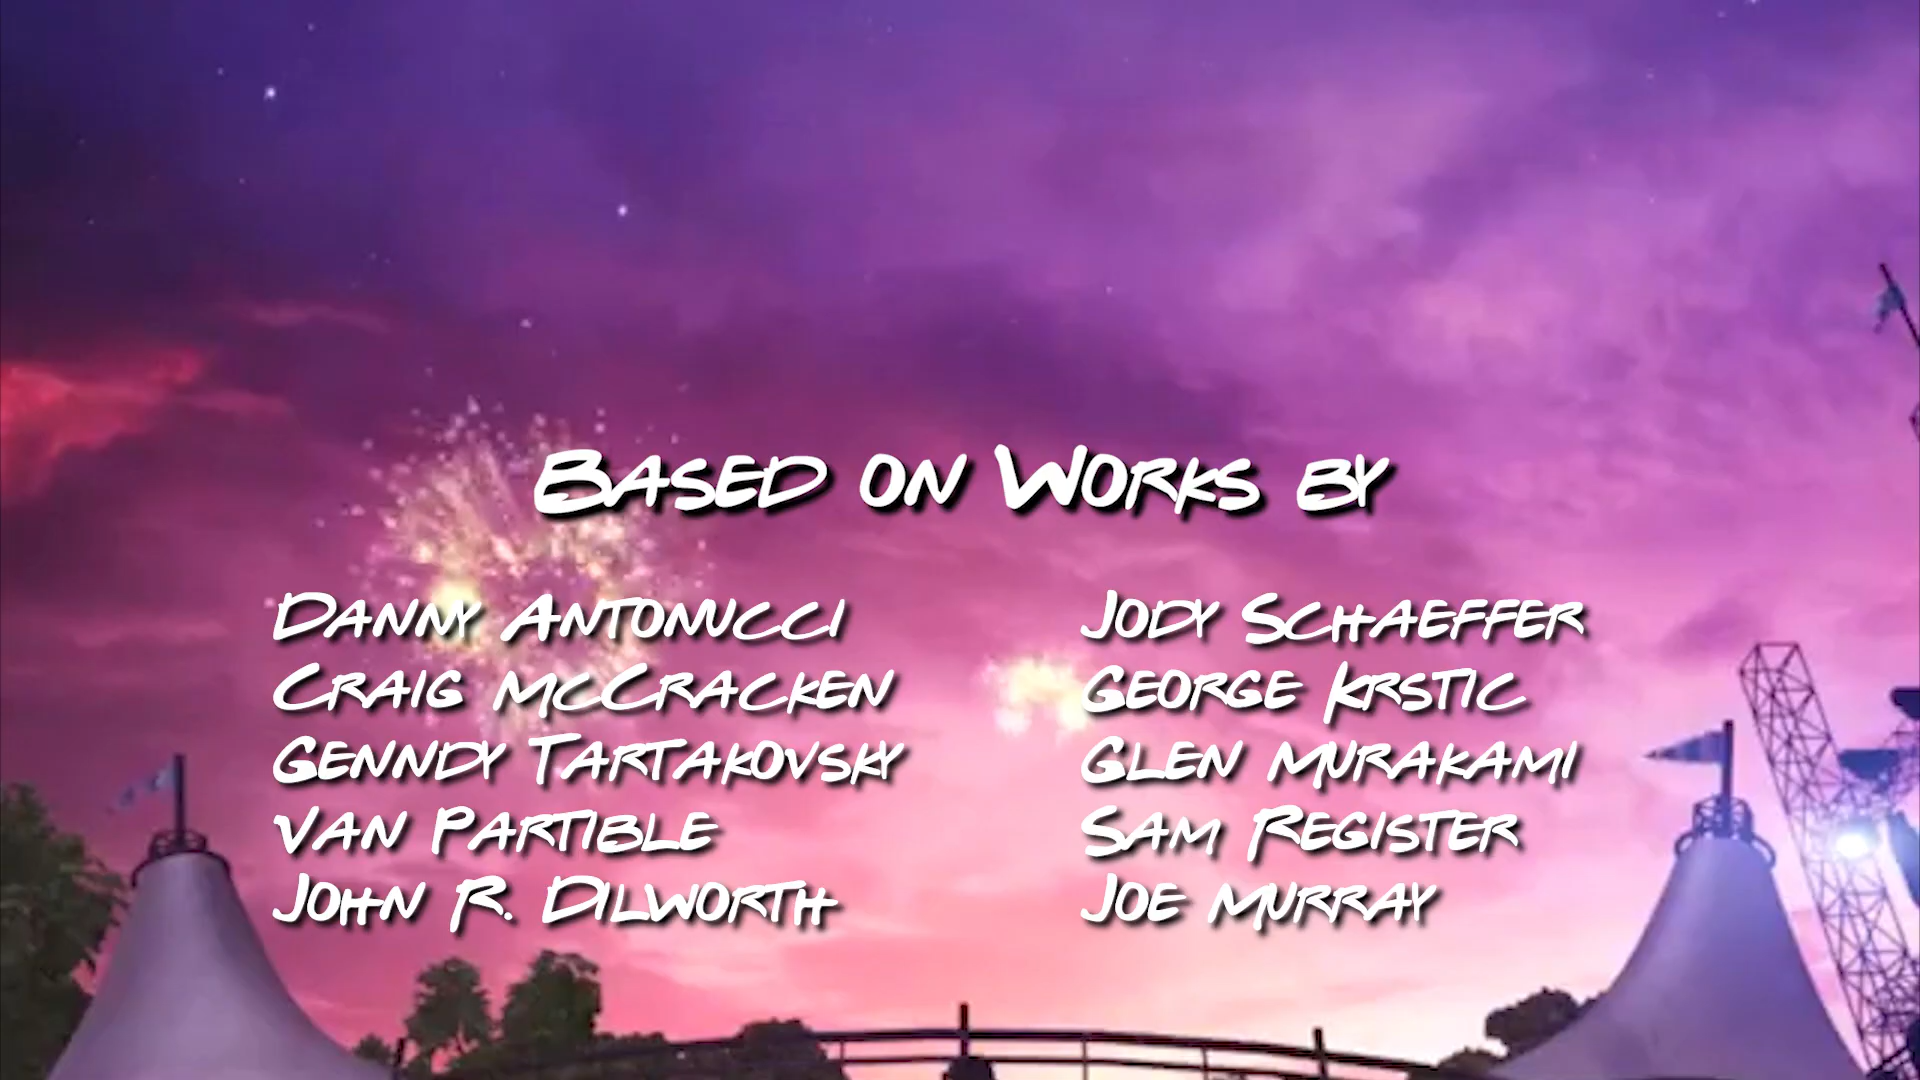 Based on Works by
Danny Antonucci
Craig McCracken
Genndy Tartakovsky
Van Partible
John R. Dilworth
Jody Schaeffer
George Krstic
Glen Murakami
Sam Register
Joe Murray